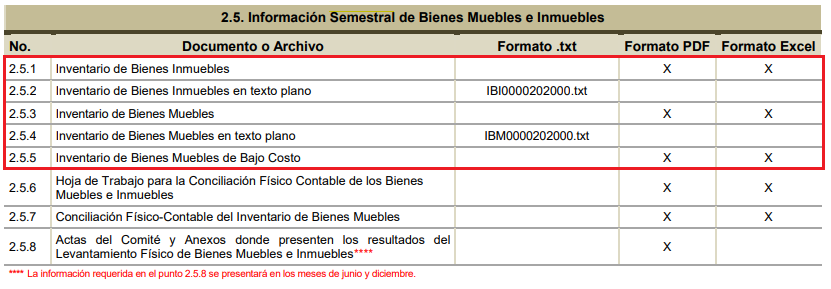 2.5. Información Semestral de Bienes Muebles e Inmuebles
No. Documento o Archivo Formato .txt Formato PDF Formato Excel
2.5.1 Inventario de Bienes Inmuebles X X
2.5.2 Inventario de Bienes Inmuebles en texto plano IBI0000202000.txt
2.5.3 Inventario de Bienes Muebles X X
2.5.4 Inventario de Bienes Muebles en texto plano IBM0000202000.txt
2.5.5 Inventario de Bienes Muebles de Bajo Costo X X
2.5.6 Hoja de Trabajo para la Conciliación Físico Contable de los Bienes
Muebles e Inmuebles X X
2.5.7 Conciliación Físico-Contable del Inventario de Bienes Muebles X X
2.5.8 Actas del Comité y Anexos donde presenten los resultados del
Levantamiento Físico de Bienes Muebles e Inmuebles**** X
**** La información requerida en el punto 2.5.8 se presentará en los meses de junio y diciembre.